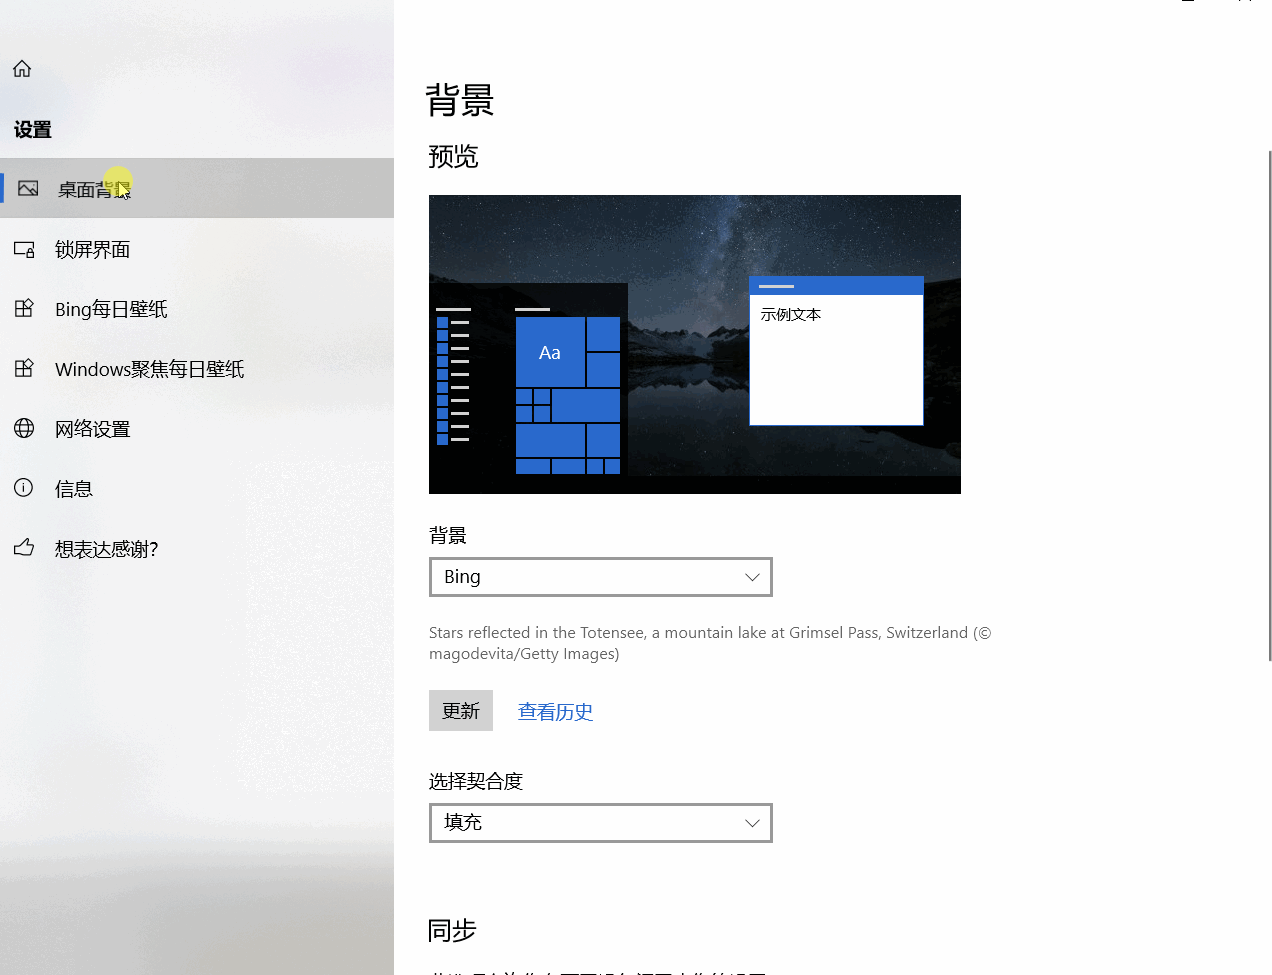 设置
桌面背景
锁屏界面
Bing每日壁纸
Windows聚焦每日壁纸
网络设置
信息
想表达感谢?
背景
预览
Aa
示例文本
背景
Bing
Stars reflected in the Totensee, a mountain lake at Grimsel Pass, Switzerland (©
magodevita/Getty Images)
更新 查看历史
选择契合度
填充
同步